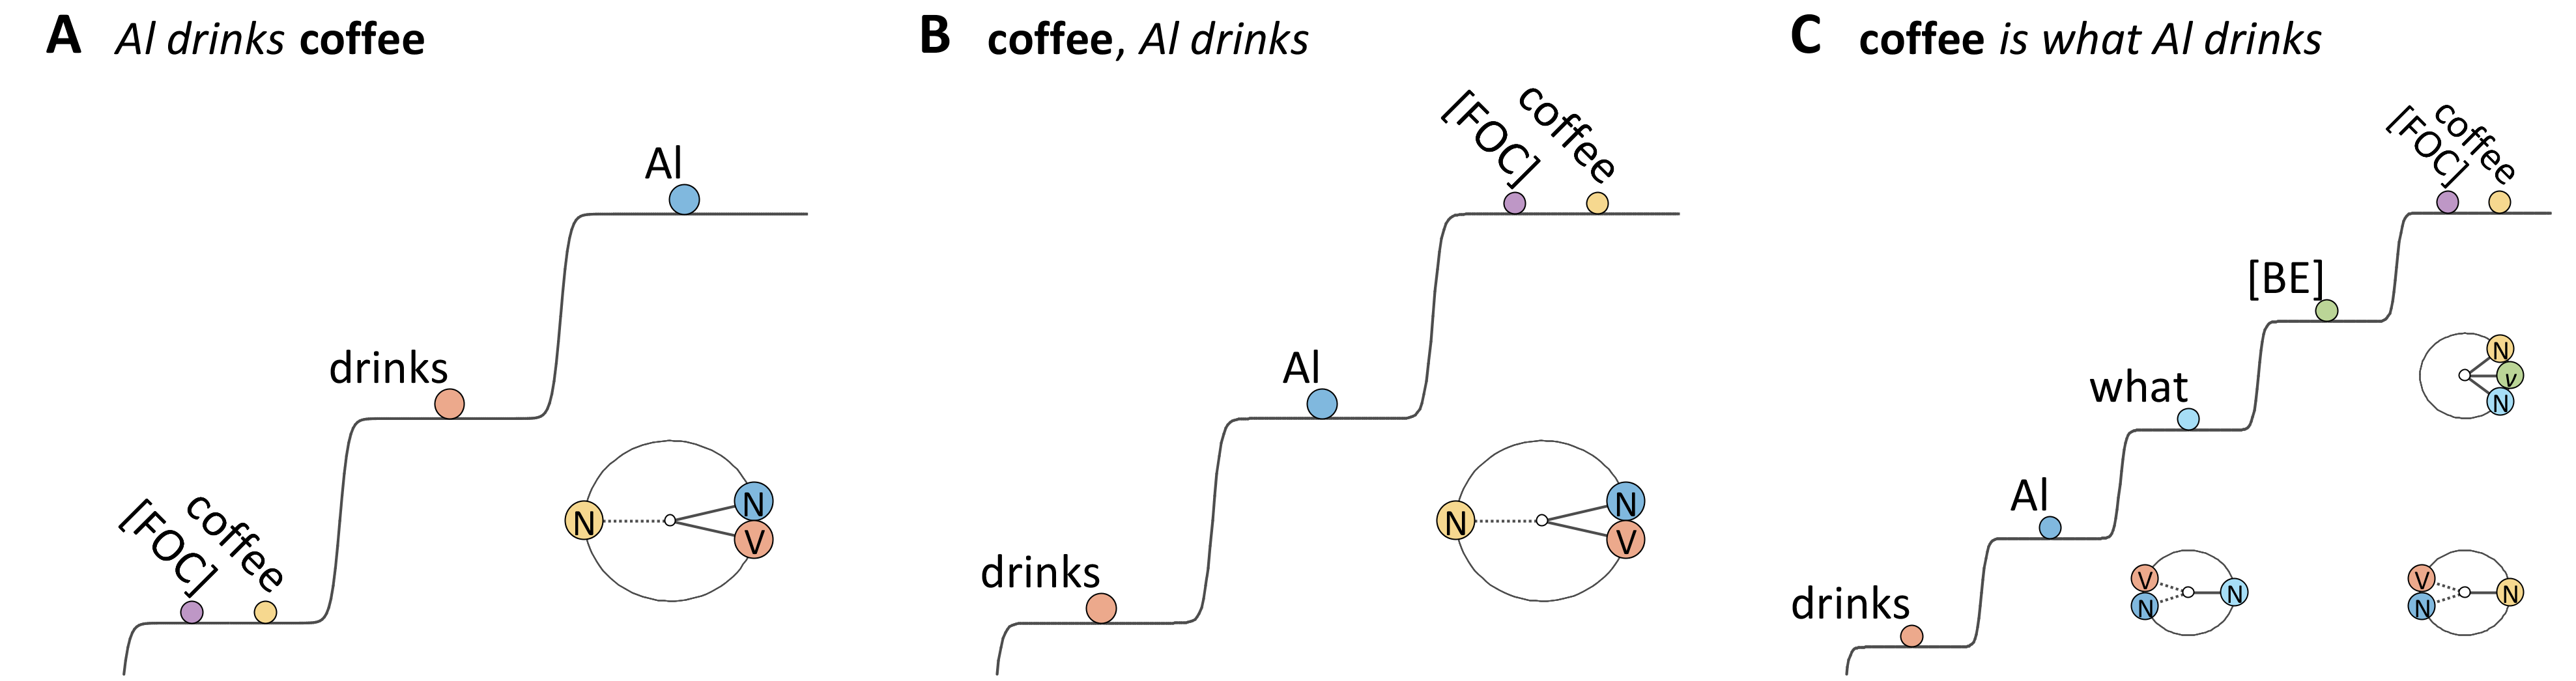 A Al drinks coffee
Al
drinks
[FOC]
coffee
N
N
V
B coffee, Al drinks
[FOC]
coffee
Al
drinks
N
N
V
C coffee is what Al drinks
[FOC]
coffee
[BE]
what
Al
drinks
N
v
N
V
N
N
V
N
N